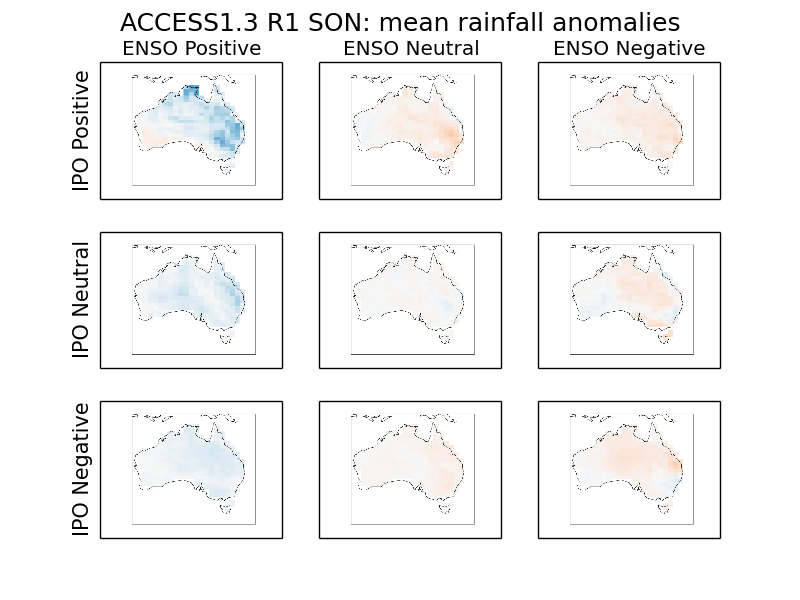 ACCESS1.3 R1 SON: mean rainfall anomalies
ENSO Positive
ENSO Neutral
ENSO Negative
IPO Positive
IPO Neutral
IPO Negative